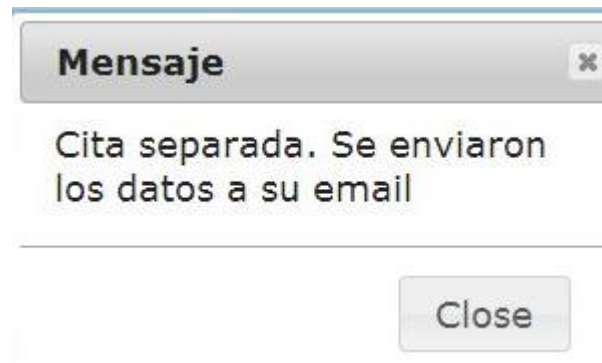 Mensaje
Cita separada. Se enviaron
los datos a su email
Close